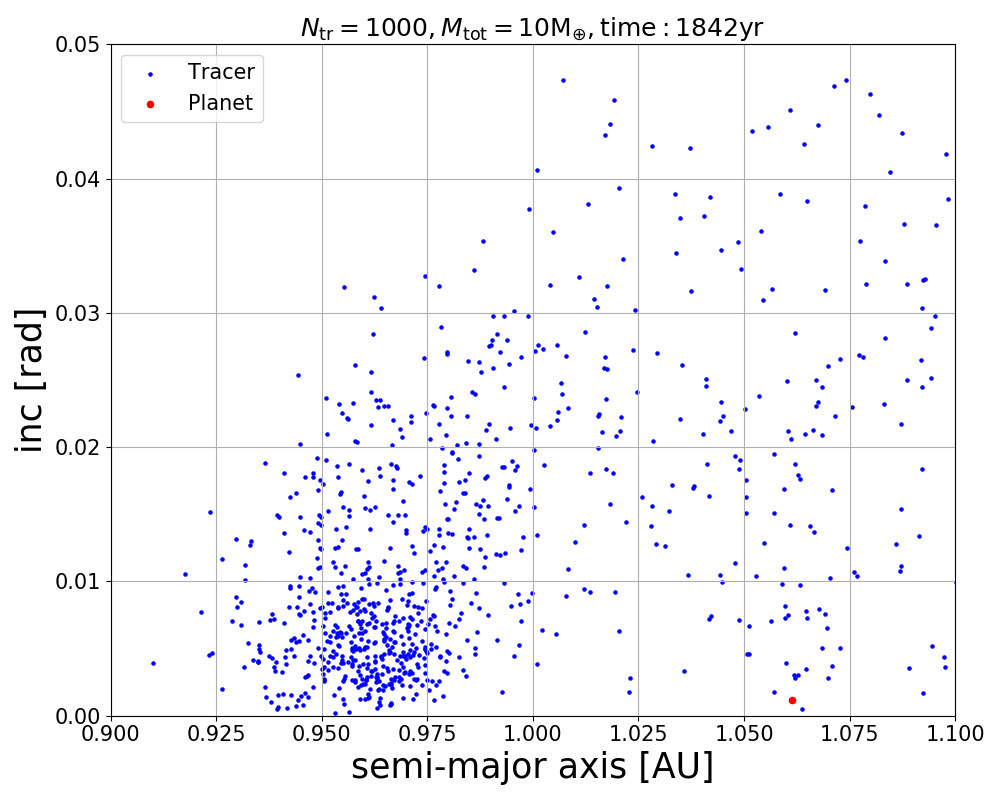 N_tr = 1000, M_tot = 10M_⊕, time : 1842yr
Tracer
Planet
0.05
0.04
0.03
0.02
0.01
0.00
inc [rad]
0.900 0.925 0.950 0.975 1.000 1.025 1.050 1.075 1.100
semi-major axis [AU]